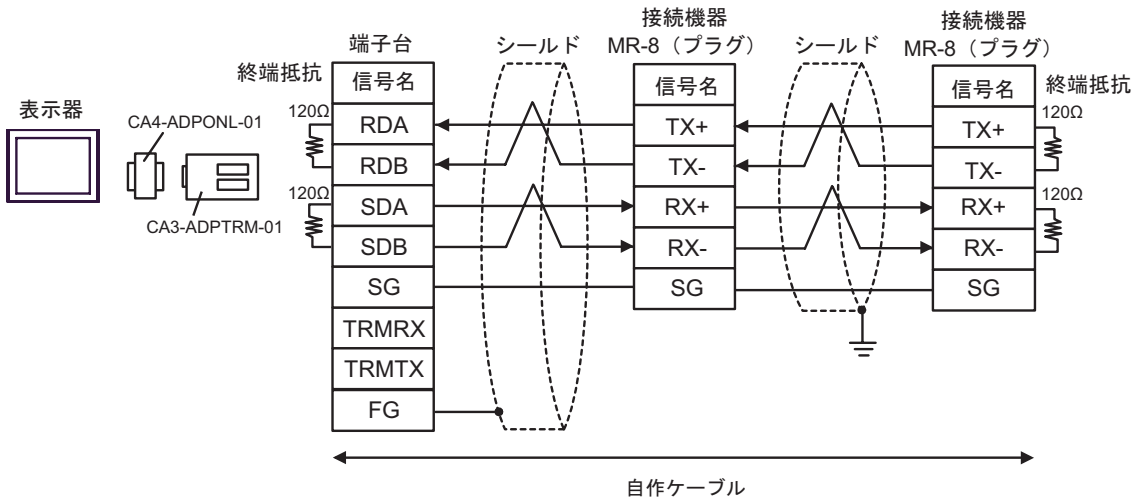 表示器
CA4-ADPONL-01
CA3-ADPTRM-01
終端抵抗
120Ω
120Ω
端子台
信号名
RDA
RDB
SDA
SDB
SG
TRMRX
TRMTX
FG
シールド
接続機器
MR-8（プラグ）
信号名
TX+
TX-
RX+
RX-
SG
シールド
接続機器
MR-8（プラグ）
信号名
TX+
TX-
RX+
RX-
SG
終端抵抗
120Ω
120Ω
自作ケーブル